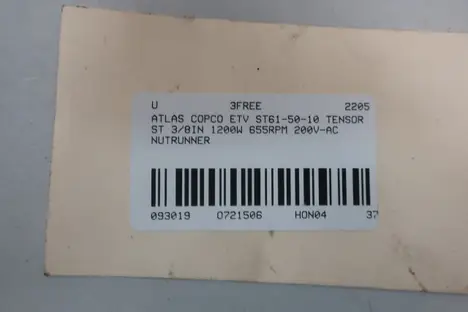 U 3FREE 2205
ATLAS COPCO ETV ST61-50-10 TENSOR
ST 3/8IN 1200W 655RPM 200V-AC
NUTRUNNER
093019 0721506 HON04 37